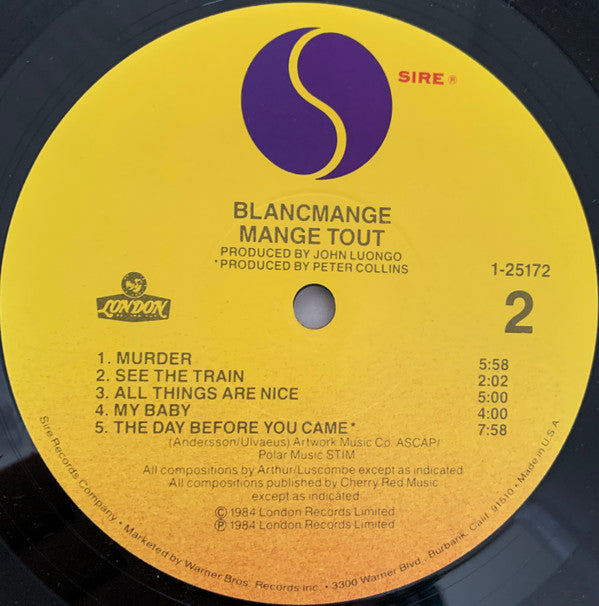 SIRE ®
BLANCMANGE
MANGE TOUT
PRODUCED BY JOHN LUONGO
*PRODUCED BY PETER COLLINS
1-25172
2
LONDON
1. MURDER 5:58
2. SEE THE TRAIN 2:02
3. ALL THINGS ARE NICE 5:00
4. MY BABY 4:00
5. THE DAY BEFORE YOU CAME* 7:58
(Andersson/Ulvaeus) Artwork Music Co. ASCAP/
Polar Music STIM
All compositions by Arthur/Luscombe except as indicated
All compositions published by Cherry Red Music
except as indicated
© 1984 London Records Limited
℗ 1984 London Records Limited
Sire Records Company • Marketed by Warner Bros. Records Inc. • 3300 Warner Blvd., Burbank, Calif. 91510 • Made in U.S.A.